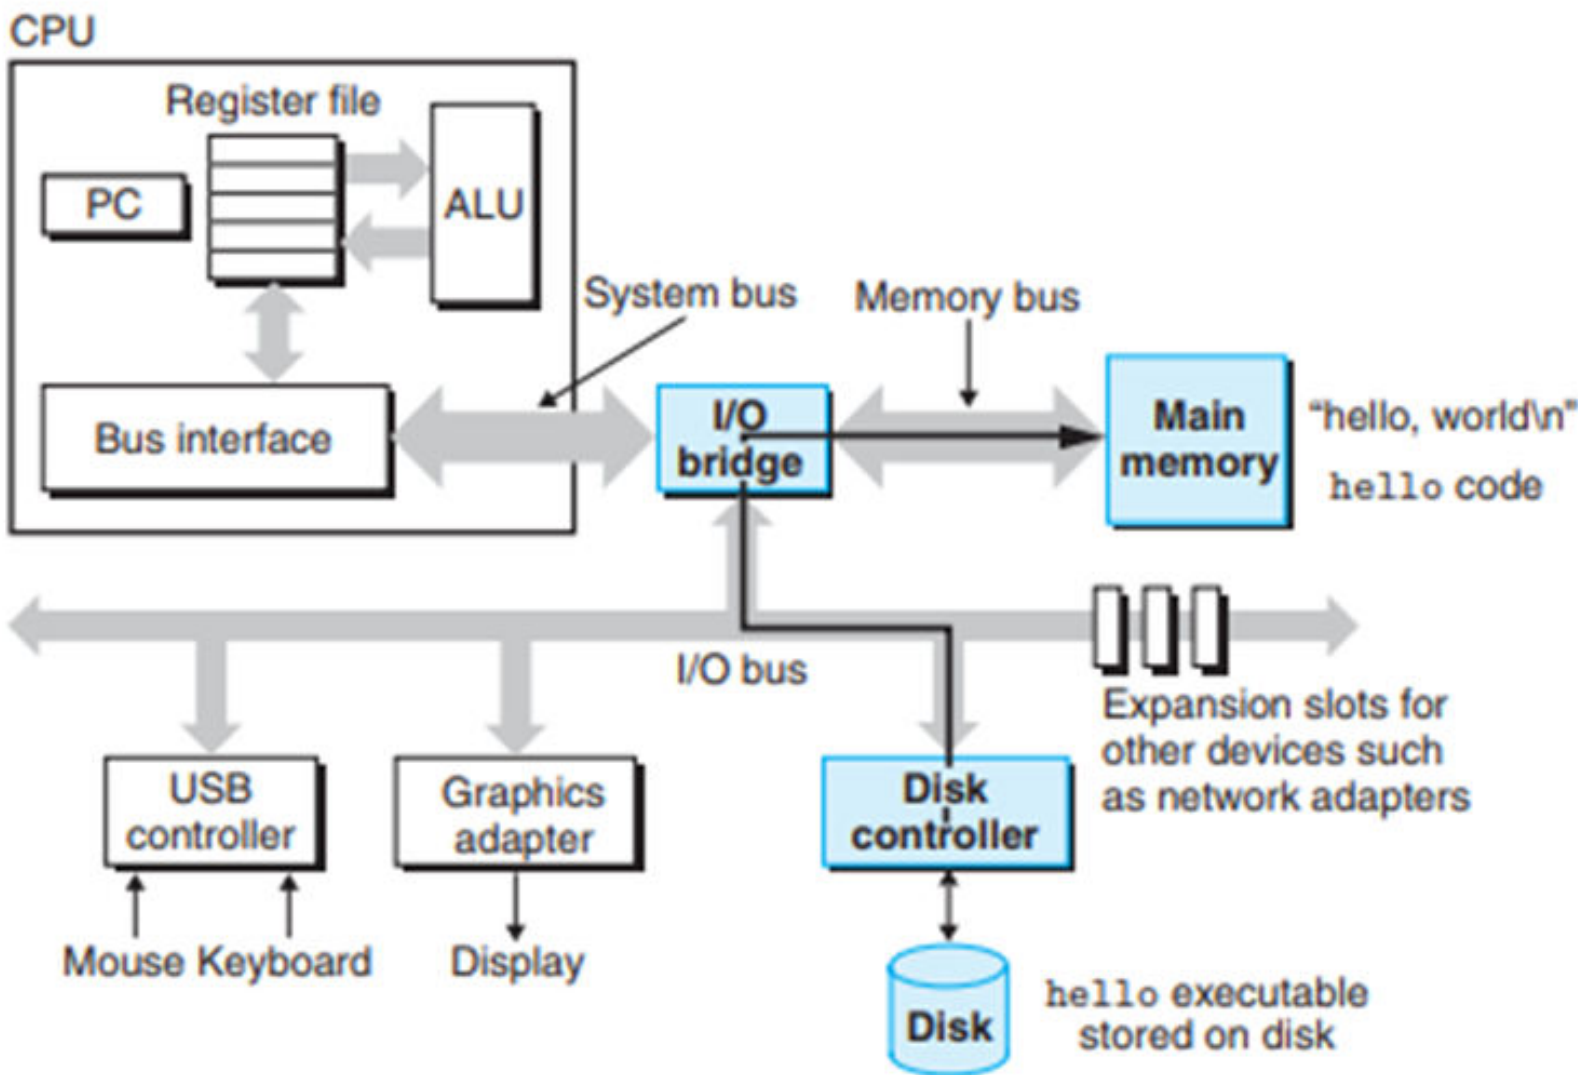 CPU
Register file
PC
ALU
System bus
Memory bus
Bus interface
I/O
bridge
Main
memory
“hello, world\n”
hello code
I/O bus
Expansion slots for
other devices such
as network adapters
USB
controller
Graphics
adapter
Disk
controller
Mouse Keyboard
Display
Disk
hello executable
stored on disk